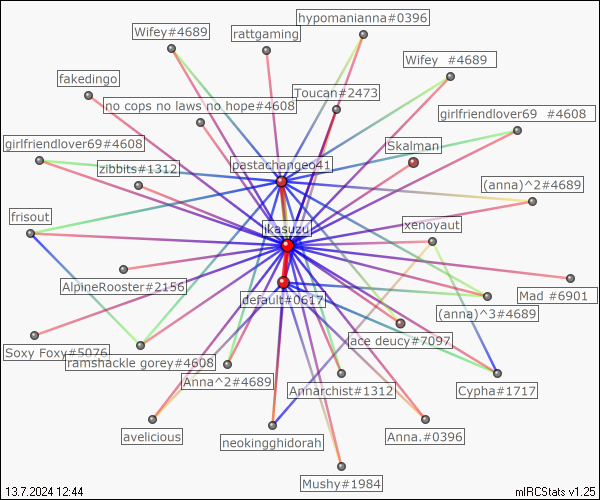 hypomanianna#0396
Wifey#4689
rattgaming
Wifey  #4689
fakedingo
Toucan#2473
no cops no laws no hope#4608
girlfriendlover69  #4608
girlfriendlover69#4608
Skalman
pastachange41
zibbits#1312
(anna)^2#4689
frisout
xenoyaut
ikasuzu
AlpineRooster#2156
Mad #6901
default#0617
(anna)^3#4689
ace deucy#7097
Soxy Foxy#5076
ramshackle gorey#4608
Anna^2#4689
Annarchist#1312
Cypha#1717
avelicious
neokingghidorah
Anna.#0396
Mushy#1984
13.7.2024 12:44
mIRCStats v1.25